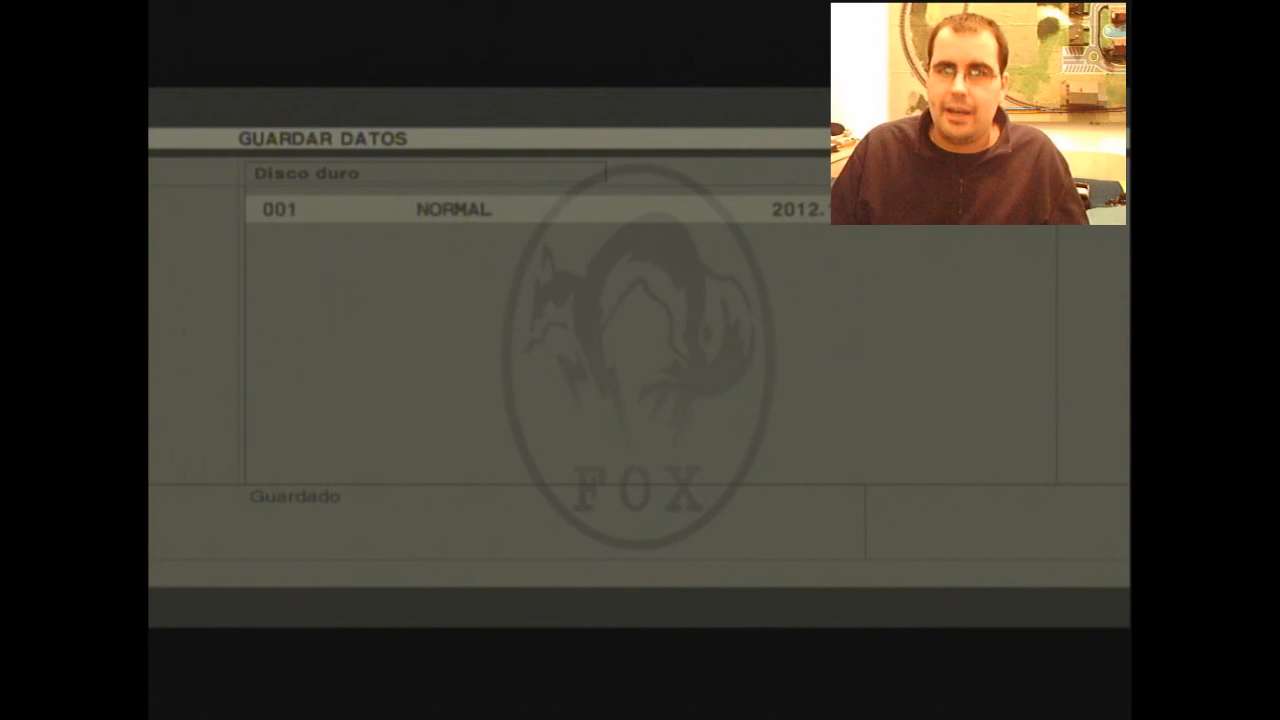 GUARDAR DATOS
Disco duro
001 NORMAL 2012.
Guardado
FOX